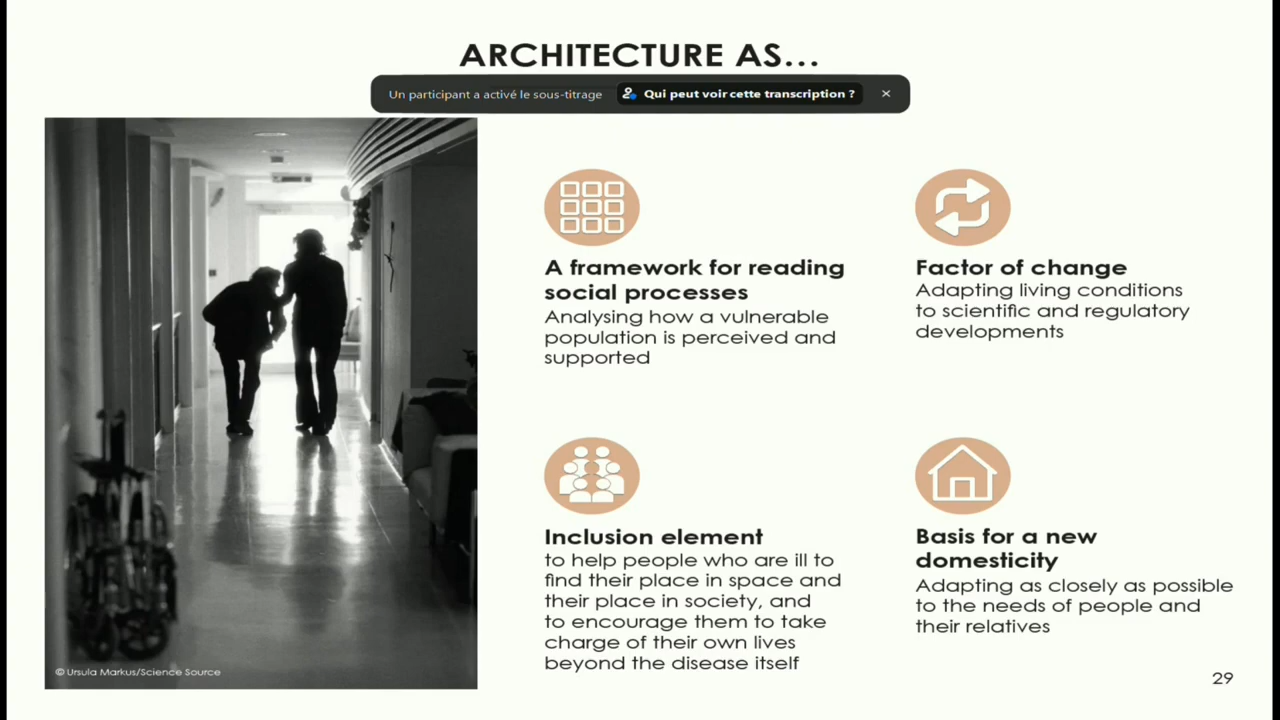 ARCHITECTURE AS...
Un participant a activé le sous-titrage
Qui peut voir cette transcription ?
A framework for reading
social processes
Analysing how a vulnerable
population is perceived and
supported
Factor of change
Adapting living conditions
to scientific and regulatory
developments
Inclusion element
to help people who are ill to
find their place in space and
their place in society, and
to encourage them to take
charge of their own lives
beyond the disease itself
Basis for a new
domesticity
Adapting as closely as possible
to the needs of people and
their relatives
© Ursula Markus/Science Source
29